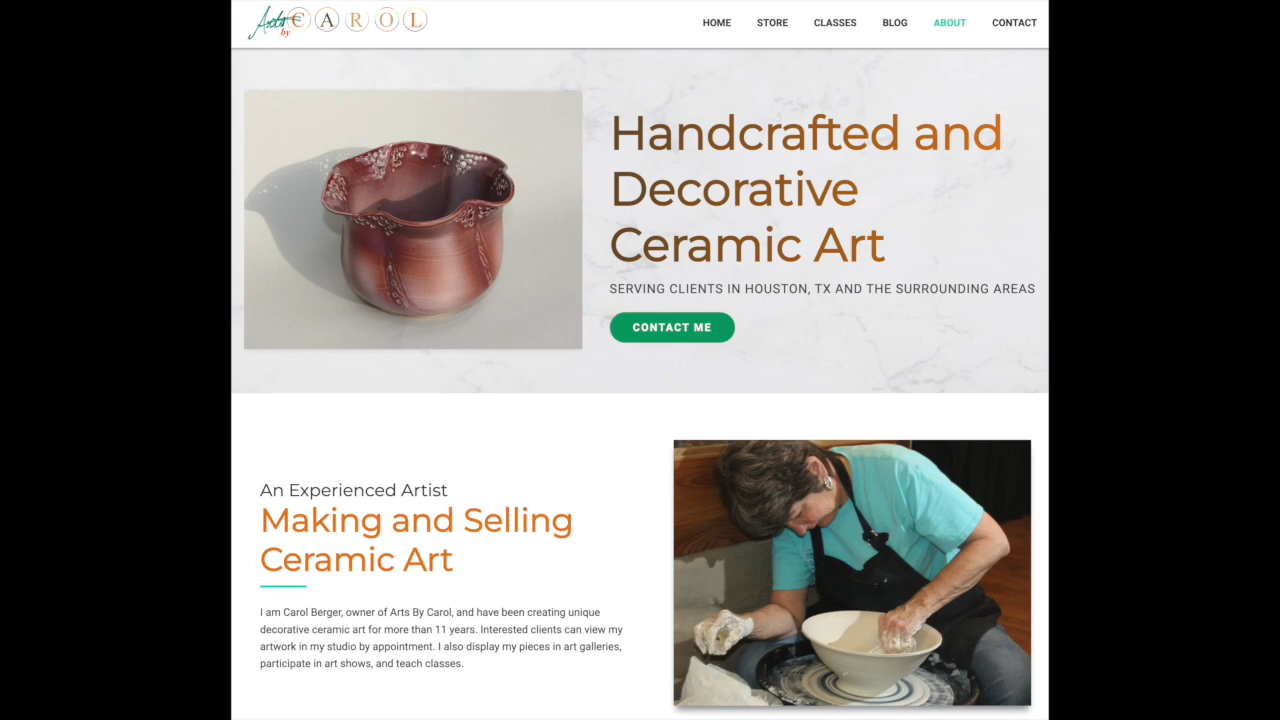 Arts by CAROL
HOME STORE CLASSES BLOG ABOUT CONTACT
Handcrafted and
Decorative
Ceramic Art
SERVING CLIENTS IN HOUSTON, TX AND THE SURROUNDING AREAS
CONTACT ME
An Experienced Artist
Making and Selling
Ceramic Art
I am Carol Berger, owner of Arts By Carol, and have been creating unique
decorative ceramic art for more than 11 years. Interested clients can view my
artwork in my studio by appointment. I also display my pieces in art galleries,
participate in art shows, and teach classes.